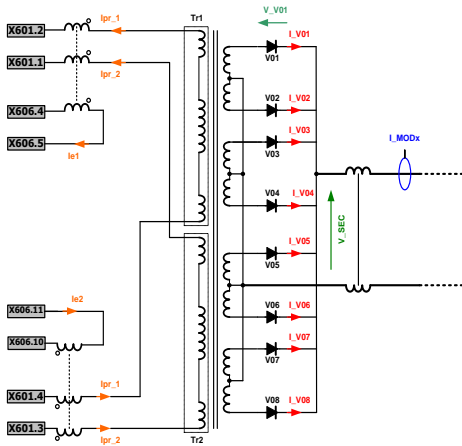 V_V01
X601.2
Ipr_1
Tr1
I_V01
V01
X601.1
Ipr_2
X606.4
V02
I_V02
I_V03
V03
X606.5
Ie1
I_MODx
V04
I_V04
V_SEC
I_V05
V05
X606.11
Ie2
V06
I_V06
X606.10
I_V07
V07
X601.4
Ipr_1
X601.3
Ipr_2
Tr2
V08
I_V08